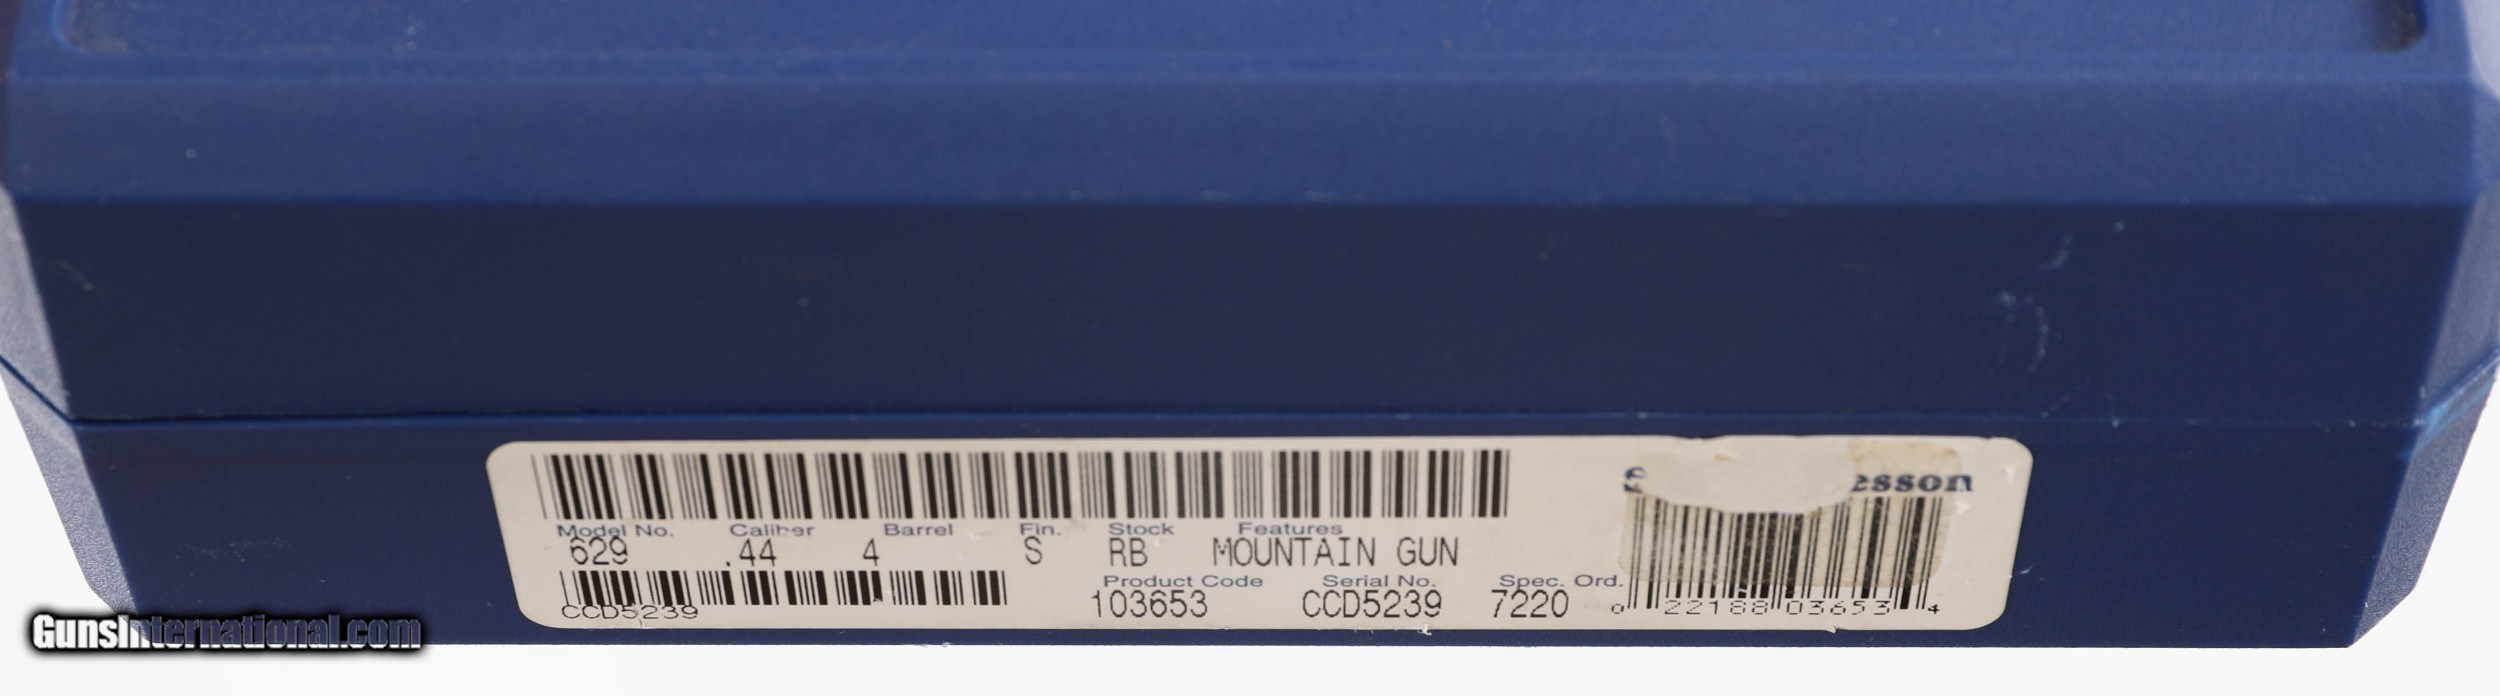 S esson
Model No. Caliber Barrel Fin. Stock Features
629 .44 4 S RB MOUNTAIN GUN
Product Code Serial No. Spec. Ord.
CCD5239 103653 CCD5239 7220 0 22188 03653 4
GunsInternational.com